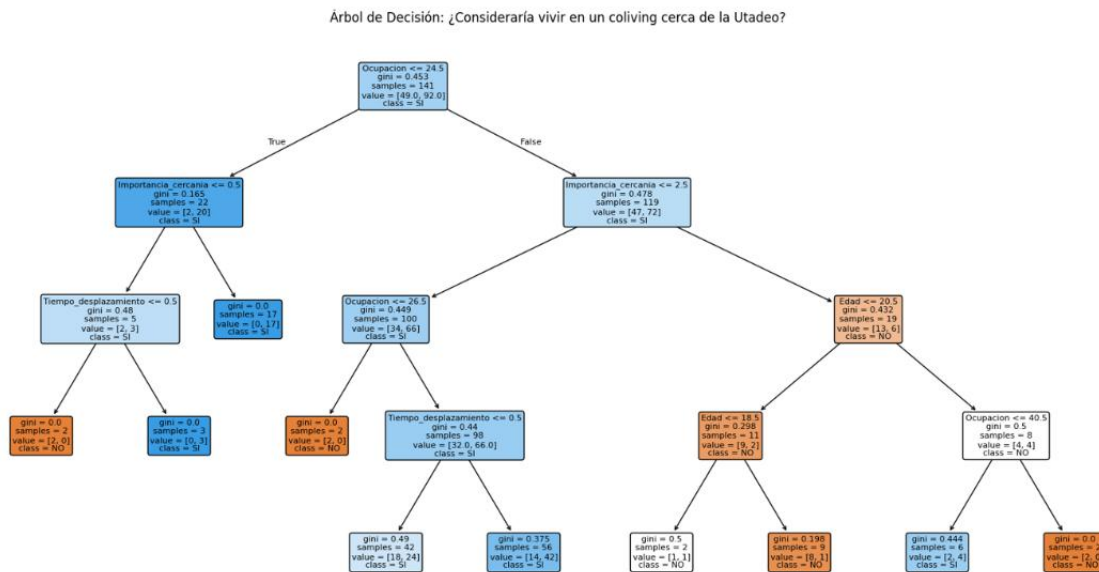 Árbol de Decisión: ¿Consideraría vivir en un coliving cerca de la Utadeo?
Ocupacion <= 24.5
gini = 0.453
samples = 141
value = [49.0, 92.0]
class = SI
True
False
Importancia_cercania <= 0.5
gini = 0.165
samples = 22
value = [2, 20]
class = SI
Importancia_cercania <= 2.5
gini = 0.478
samples = 119
value = [47, 72]
class = SI
Tiempo_desplazamiento <= 0.5
gini = 0.48
samples = 5
value = [2, 3]
class = SI
gini = 0.0
samples = 17
value = [0, 17]
class = SI
Ocupacion <= 26.5
gini = 0.449
samples = 100
value = [34, 66]
class = SI
Edad <= 20.5
gini = 0.432
samples = 19
value = [13, 6]
class = NO
gini = 0.0
samples = 2
value = [2, 0]
class = NO
gini = 0.0
samples = 3
value = [0, 3]
class = SI
gini = 0.0
samples = 2
value = [2, 0]
class = NO
Tiempo_desplazamiento <= 0.5
gini = 0.44
samples = 98
value = [32.0, 66.0]
class = SI
Edad <= 18.5
gini = 0.298
samples = 11
value = [9, 2]
class = NO
Ocupacion <= 40.5
gini = 0.5
samples = 8
value = [4, 4]
class = NO
gini = 0.49
samples = 42
value = [18, 24]
class = SI
gini = 0.375
samples = 56
value = [14, 42]
class = SI
gini = 0.5
samples = 2
value = [1, 1]
class = NO
gini = 0.198
samples = 9
value = [8, 1]
class = NO
gini = 0.444
samples = 6
value = [2, 4]
class = SI
gini = 0.0
samples = 2
value = [2, 0]
class = NO